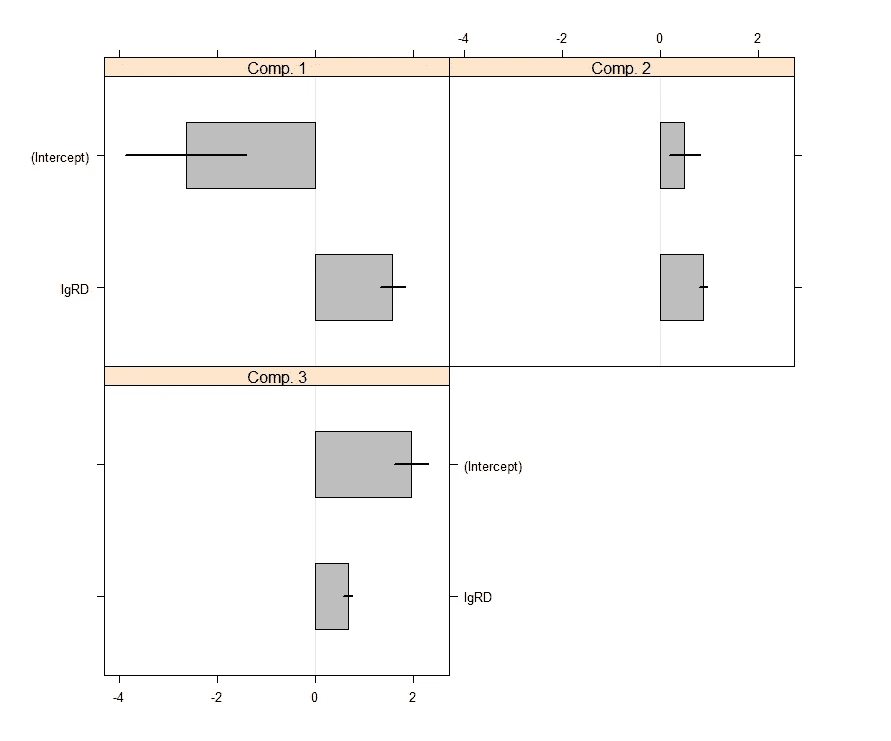 -4 -2 0 2
Comp. 1 Comp. 2
(Intercept)
lgRD
Comp. 3
(Intercept)
lgRD
-4 -2 0 2